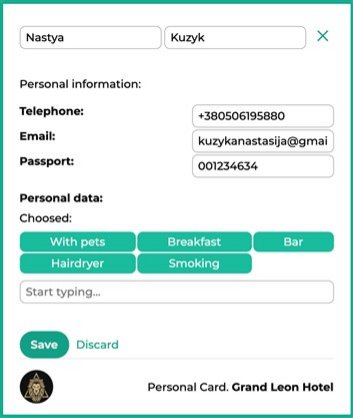 Nastya Kuzyk
Personal information:
Telephone: +380506195880
Email: kuzykanastasija@gmai
Passport: 001234634
Personal data:
Choosed:
With pets Breakfast Bar
Hairdryer Smoking
Start typing...
Save Discard
Personal Card. Grand Leon Hotel